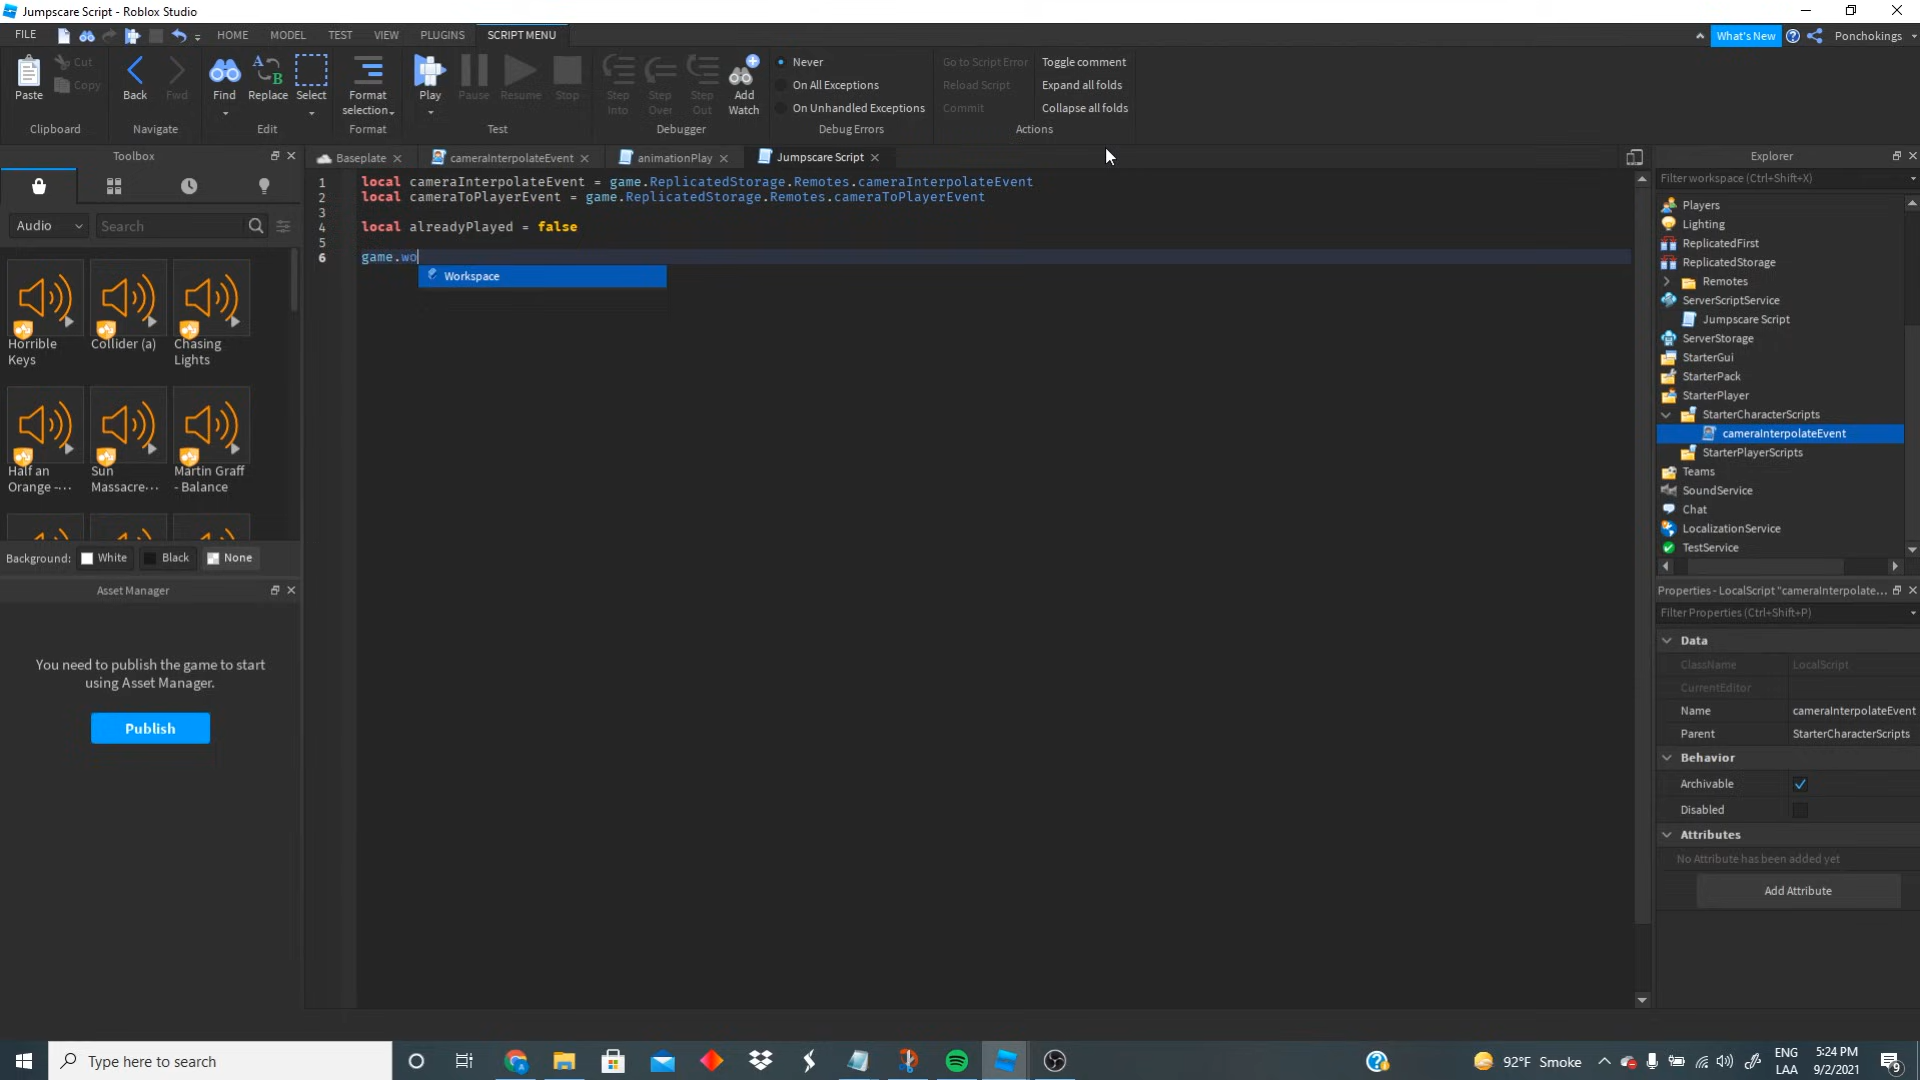 Jumpscare Script - Roblox Studio
FILE HOME MODEL TEST VIEW PLUGINS SCRIPT MENU What's New Ponchokings
Paste Cut Copy Back Fwd Find Replace Select Format selection Play Pause Resume Stop Step Into Step Over Step Out Add Watch
Never
On All Exceptions
On Unhandled Exceptions
Go to Script Error
Reload Script
Commit
Toggle comment
Expand all folds
Collapse all folds
Clipboard Navigate Edit Format Test Debugger Debug Errors Actions
Toolbox
Audio Search
Horrible Keys
Collider (a)
Chasing Lights
Half an Orange -...
Sun Massacre...
Martin Graff - Balance
Background: White Black None
Asset Manager
You need to publish the game to start
using Asset Manager.
Publish
Baseplate cameraInterpolateEvent animationPlay Jumpscare Script
1 local cameraInterpolateEvent = game.ReplicatedStorage.Remotes.cameraInterpolateEvent
2 local cameraToPlayerEvent = game.ReplicatedStorage.Remotes.cameraToPlayerEvent
3
4 local alreadyPlayed = false
5
6 game.wo
Workspace
Explorer
Filter workspace (Ctrl+Shift+X)
Players
Lighting
ReplicatedFirst
ReplicatedStorage
Remotes
ServerScriptService
Jumpscare Script
ServerStorage
StarterGui
StarterPack
StarterPlayer
StarterCharacterScripts
cameraInterpolateEvent
StarterPlayerScripts
Teams
SoundService
Chat
LocalizationService
TestService
Properties - LocalScript "cameraInterpolate...
Filter Properties (Ctrl+Shift+P)
Data
ClassName LocalScript
CurrentEditor
Name cameraInterpolateEvent
Parent StarterCharacterScripts
Behavior
Archivable
Disabled
Attributes
No Attribute has been added yet
Add Attribute
Type here to search
92°F Smoke
ENG
LAA
5:24 PM
9/2/2021
9